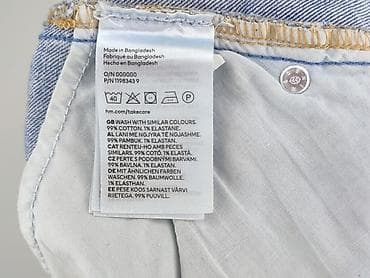 Made in Bangladesh
Fabriqué au Bangladesh
Hecho en Bangladesh
O/N 000000
P/N 1198343 9
40
P
hm.com/takecare
GB WASH WITH SIMILAR COLOURS.
99% COTTON, 1% ELASTANE.
AL LANI ME NGJYRA TË NGJASHME.
99% PAMBUK, 1% ELASTAN.
CAT RENTEU-HO AMB PECES
SIMILARS. 99% COTÓ, 1% ELASTÀ.
CZ PERTE S PODOBNÝMI BARVAMI.
99% BAVLNA, 1% ELASTAN.
DE MIT ÄHNLICHEN FARBEN
WASCHEN. 99% BAUMWOLLE,
1% ELASTHAN.
EE PESE KOOS SARNAST VÄRVI
RIIETEGA. 99% PUUVILL,